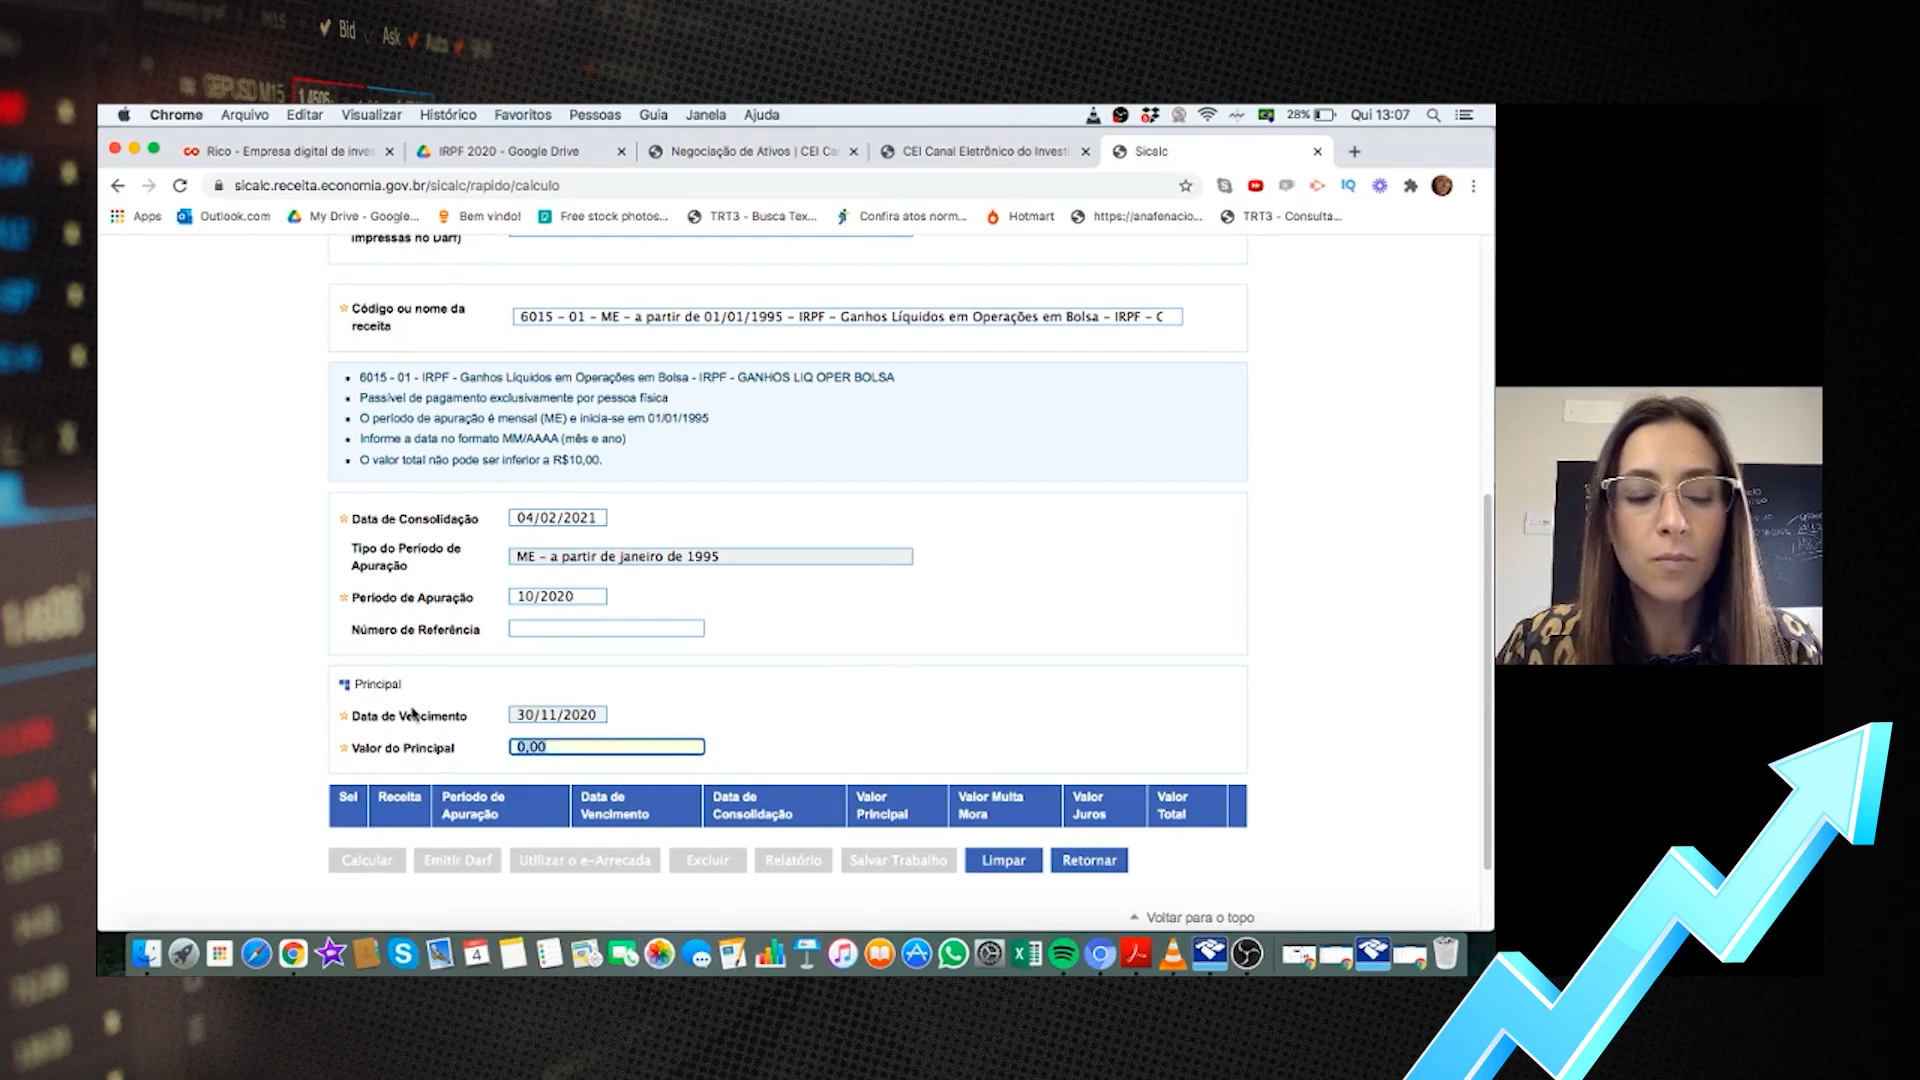 Bid
Ask
Auto
GBPUSD M15
Chrome Arquivo Editar Visualizar Histórico Favoritos Pessoas Guia Janela Ajuda 28% Qui 13:07
Rico - Empresa digital de inves
IRPF 2020 - Google Drive
Negociação de Ativos | CEI Ca
CEI Canal Eletrônico do Investi
Sicalc
sicalc.receita.economia.gov.br/sicalc/rapido/calculo
Apps Outlook.com My Drive - Google... Bem vindo! Free stock photos... TRT3 - Busca Tex... Confira atos norm... Hotmart https://anafenacio... TRT3 - Consulta...
impressas no Darf)
Código ou nome da
receita
6015 - 01 - ME - a partir de 01/01/1995 - IRPF - Ganhos Líquidos em Operações em Bolsa - IRPF - G
6015 - 01 - IRPF - Ganhos Líquidos em Operações em Bolsa - IRPF - GANHOS LIQ OPER BOLSA
Passível de pagamento exclusivamente por pessoa física
O período de apuração é mensal (ME) e inicia-se em 01/01/1995
Informe a data no formato MM/AAAA (mês e ano)
O valor total não pode ser inferior a R$10,00.
Data de Consolidação 04/02/2021
Tipo do Período de
Apuração
ME - a partir de janeiro de 1995
Período de Apuração 10/2020
Número de Referência
Principal
Data de Vencimento 30/11/2020
Valor do Principal 0,00
Sel
Receita
Período de
Apuração
Data de
Vencimento
Data de
Consolidação
Valor
Principal
Valor Multa
Mora
Valor
Juros
Valor
Total
Calcular Emitir Darf Utilizar o e-Arrecada Excluir Relatório Salvar Trabalho Limpar Retornar
Voltar para o topo
4